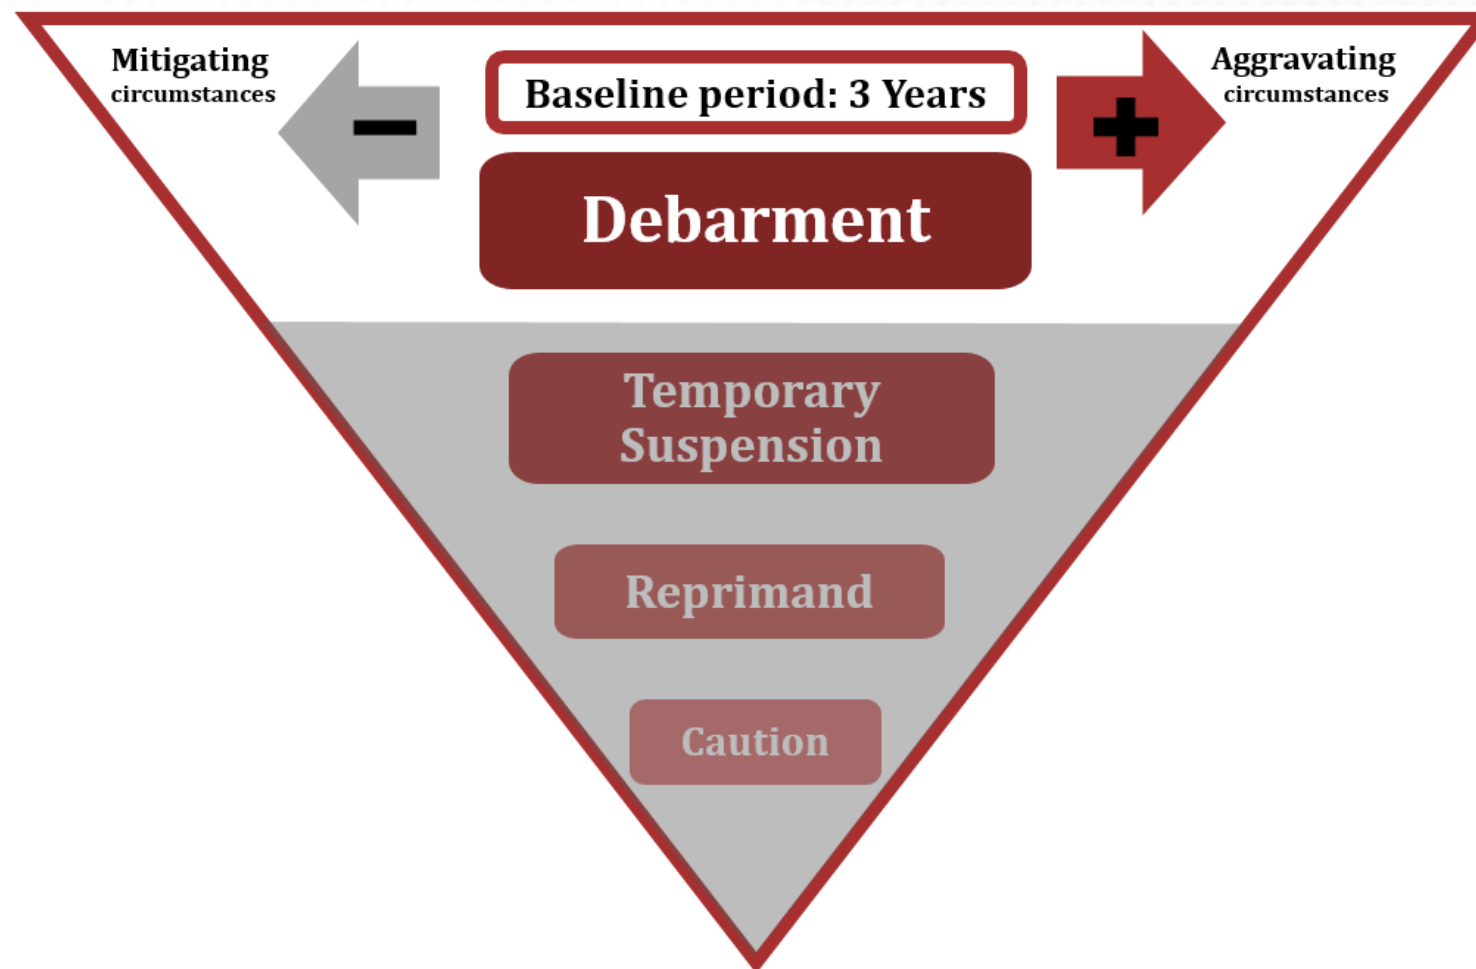 Mitigating
circumstances
Baseline period: 3 Years
Aggravating
circumstances
Debarment
Temporary
Suspension
Reprimand
Caution